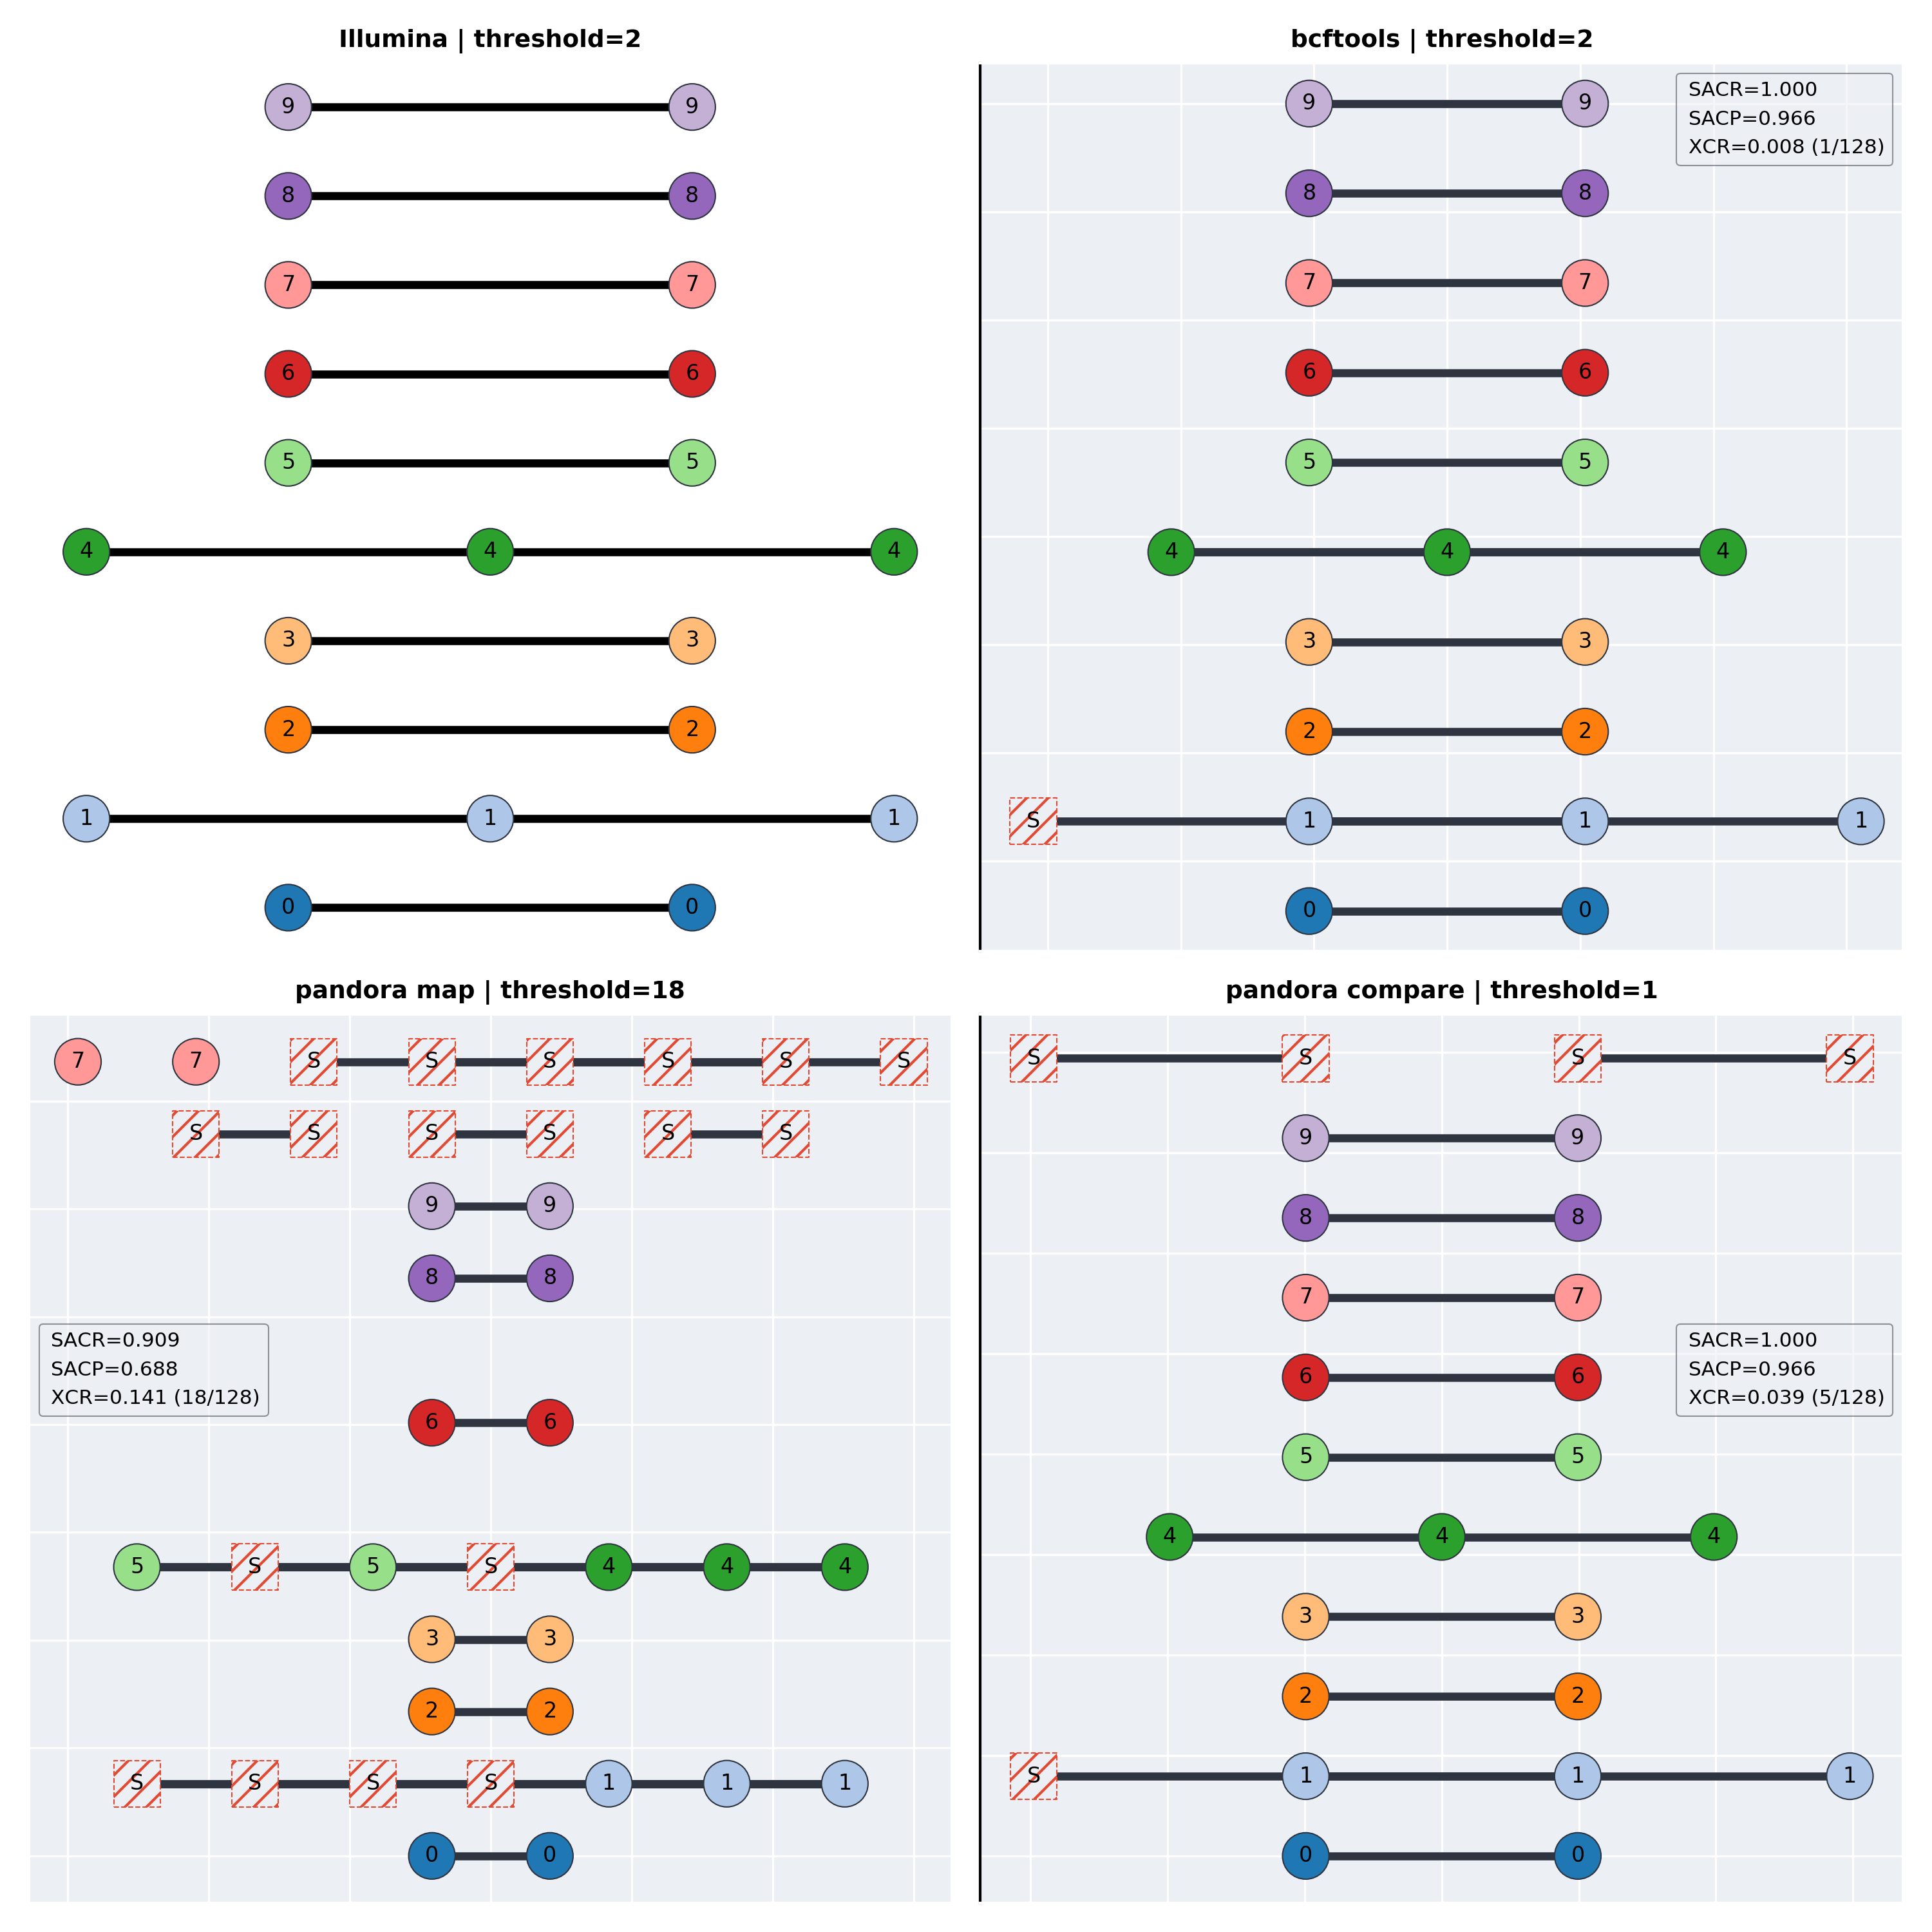 Illumina | threshold=2
9 9
8 8
7 7
6 6
5 5
4 4 4
3 3
2 2
1 1 1
0 0
bcftools | threshold=2
SACR=1.000
SACP=0.966
XCR=0.008 (1/128)
9 9
8 8
7 7
6 6
5 5
4 4 4
3 3
2 2
S 1 1 1
0 0
pandora map | threshold=18
7 7 S S S S S S
S S S S S S
9 9
8 8
SACR=0.909
SACP=0.688
XCR=0.141 (18/128)
6 6
5 S 5 S 4 4 4
3 3
2 2
S S S S 1 1 1
0 0
pandora compare | threshold=1
S S S S
9 9
8 8
7 7
SACR=1.000
SACP=0.966
XCR=0.039 (5/128)
6 6
5 5
4 4 4
3 3
2 2
S 1 1 1
0 0